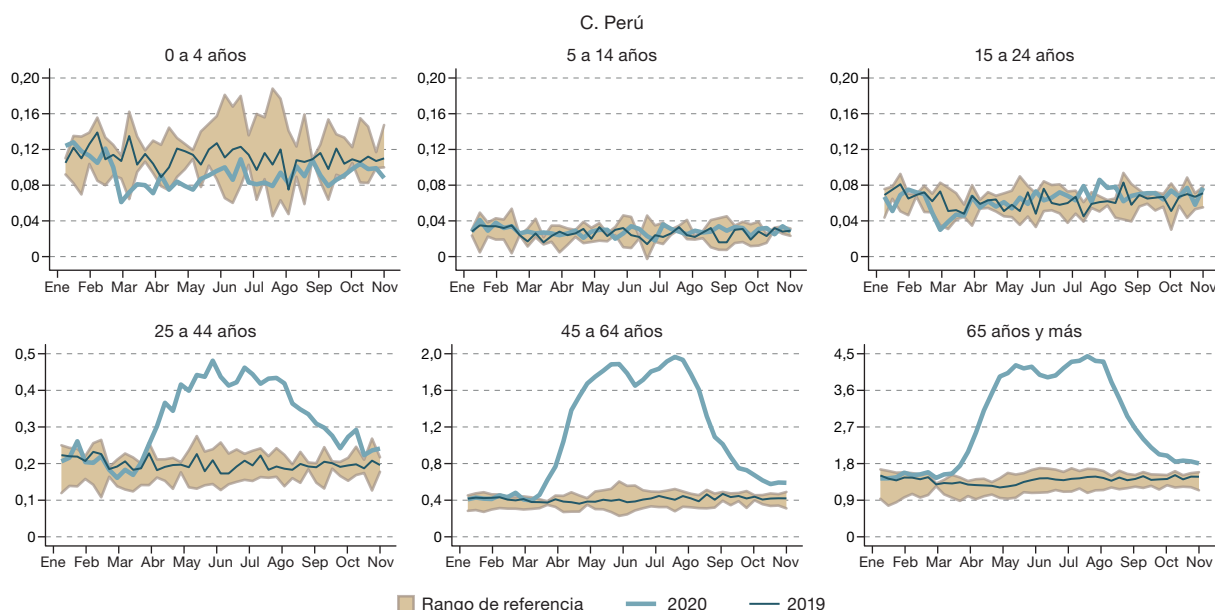 C. Perú
0 a 4 años
5 a 14 años
15 a 24 años
0,20
0,16
0,12
0,08
0,04
0
Ene Feb Mar Abr May Jun Jul Ago Sep Oct Nov
0,20
0,16
0,12
0,08
0,04
0
Ene Feb Mar Abr May Jun Jul Ago Sep Oct Nov
0,20
0,16
0,12
0,08
0,04
0
Ene Feb Mar Abr May Jun Jul Ago Sep Oct Nov
25 a 44 años
45 a 64 años
65 años y más
0,5
0,4
0,3
0,2
0,1
0
Ene Feb Mar Abr May Jun Jul Ago Sep Oct Nov
2,0
1,6
1,2
0,8
0,4
0
Ene Feb Mar Abr May Jun Jul Ago Sep Oct Nov
4,5
3,6
2,7
1,8
0,9
0
Ene Feb Mar Abr May Jun Jul Ago Sep Oct Nov
Rango de referencia 2020 2019